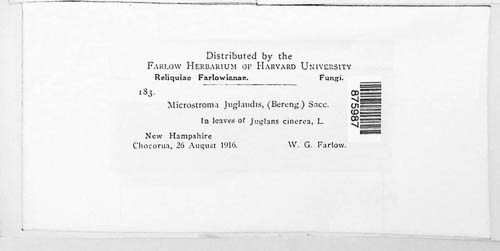 Distributed by the
FARLOW HERBARIUM OF HARVARD UNIVERSITY
Reliquiae Farlowianae. Fungi.
183.
Microstroma Juglandis, (Bereng.) Sacc.
In leaves of Juglans cinerea, L.
New Hampshire
Chocorua, 26 August 1916. W. G. Farlow.
875987